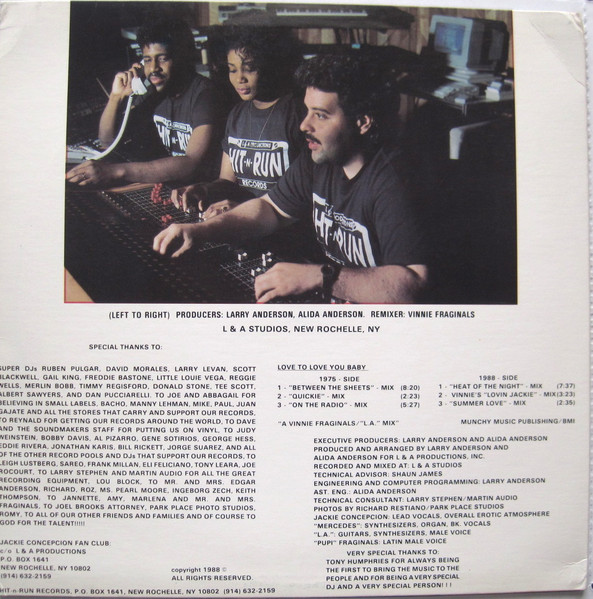 L & A PRODUCTIONS
HIT-N-RUN
RECORDS
HIT-N-RUN
HIT-N-RUN
(LEFT TO RIGHT) PRODUCERS: LARRY ANDERSON, ALIDA ANDERSON. REMIXER: VINNIE FRAGINALS
L & A STUDIOS, NEW ROCHELLE, NY
SPECIAL THANKS TO:
SUPER DJs RUBEN PULGAR, DAVID MORALES, LARRY LEVAN, SCOTT
BLACKWELL, GAIL KING, FREDDIE BASTONE, LITTLE LOUIE VEGA, REGGIE
WELLS, MERLIN BOBB, TIMMY REGISFORD, DONALD STONE, TEE SCOTT,
ALBERT SAWYERS, AND DAN PUCCIARELLI. TO JOE AND ABBAGAIL FOR
BELIEVING IN SMALL LABELS, BACHO, MANNY LEHMAN, MIKE, PAUL, JUAN
GAJATE AND ALL THE STORES THAT CARRY AND SUPPORT OUR RECORDS,
TO REYNALD FOR GETTING OUR RECORDS AROUND THE WORLD, TO DAVE
AND THE SOUNDMAKERS STAFF FOR PUTTING US ON VINYL, TO JUDY
WEINSTEIN, BOBBY DAVIS, AL PIZARRO, GENE SOTIRIOS, GEORGE HESS,
EDDIE RIVERA, JONATHAN KARIS, BILL RICKETT, JORGE SUAREZ, AND ALL
OF THE OTHER RECORD POOLS AND DJs THAT SUPPORT OUR RECORDS, TO
LEIGH LUSTBERG, SAREO, FRANK MILLAN, ELI FELICIANO, TONY LEARA, JOE
ROCOURT, TO LARRY STEPHEN AND MARTIN AUDIO FOR ALL THE GREAT
RECORDING EQUIPMENT, LOU BLOCK, TO MR. AND MRS. EDGAR
ANDERSON, RICHARD, ROZ, MS. PEARL MOORE, INGEBORG ZECH, KEITH
THOMPSON, TO JANNETTE, AMY, MARLENA AND MR. AND MRS.
FRAGINALS, TO JOEL BROOKS ATTORNEY, PARK PLACE PHOTO STUDIOS,
ROMY, TO ALL OF OUR OTHER FRIENDS AND FAMILIES AND OF COURSE TO
GOD FOR THE TALENT!!!!!
JACKIE CONCEPCION FAN CLUB:
c/o L & A PRODUCTIONS
P.O. BOX 1641
NEW ROCHELLE, NY 10802
(914) 632-2159
HIT-n-RUN RECORDS, P.O. BOX 1641, NEW ROCHELLE, NY 10802 (914) 632-2159
LOVE TO LOVE YOU BABY
1975 - SIDE
1 - "BETWEEN THE SHEETS" - MIX (8:20)
2 - "QUICKIE" - MIX (2:23)
3 - "ON THE RADIO" - MIX (5:27)
1988 - SIDE
1 - "HEAT OF THE NIGHT" - MIX (7:37)
2 - VINNIE'S "LOVIN JACKIE" - MIX(3:23)
3 - "SUMMER LOVE" - MIX (2:35)
"A VINNIE FRAGINALS/"L.A." MIX"
MUNCHY MUSIC PUBLISHING/BMI
EXECUTIVE PRODUCERS: LARRY ANDERSON AND ALIDA ANDERSON
PRODUCED AND ARRANGED BY LARRY ANDERSON AND
ALIDA ANDERSON FOR L & A PRODUCTIONS, INC.
RECORDED AND MIXED AT: L & A STUDIOS
TECHNICAL ADVISOR: SHAUN JAMES
ENGINEERING AND COMPUTER PROGRAMMING: LARRY ANDERSON
AST. ENG. ALIDA ANDERSON
TECHNICAL CONSULTANT: LARRY STEPHEN/MARTIN AUDIO
PHOTOS BY RICHARD RESTIANO/PARK PLACE STUDIOS
JACKIE CONCEPCION: LEAD VOCALS, OVERALL EROTIC ATMOSPHERE
"MERCEDES": SYNTHESIZERS, ORGAN, BK. VOCALS
"L.A.": GUITARS, SYNTHESIZERS, MALE VOICE
"PUPI" FRAGINALS: LATIN MALE VOICE
VERY SPECIAL THANKS TO:
TONY HUMPHRIES FOR ALWAYS BEING
THE FIRST TO BRING THE MUSIC TO THE
PEOPLE AND FOR BEING A VERY SPECIAL
DJ AND A VERY SPECIAL PERSON!!!
copyright 1988 ©
ALL RIGHTS RESERVED.